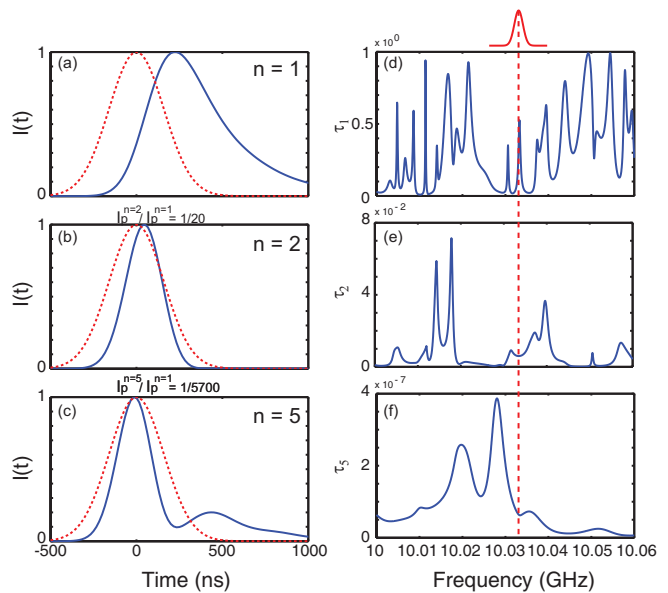 (a)
n = 1
I(t)
1
0
I_p^{n=2}/ I_p^{n=1} = 1/20
(b)
n = 2
I(t)
1
0
I_p^{n=5}/ I_p^{n=1} = 1/5700
(c)
n = 5
I(t)
1
0
-500 0 500 1000
Time (ns)
x 10^0
(d)
τ_1
1
0.5
0
x 10^-2
(e)
τ_2
8
4
0
x 10^-7
(f)
τ_5
4
2
0
10 10.01 10.02 10.03 10.04 10.05 10.06
Frequency (GHz)